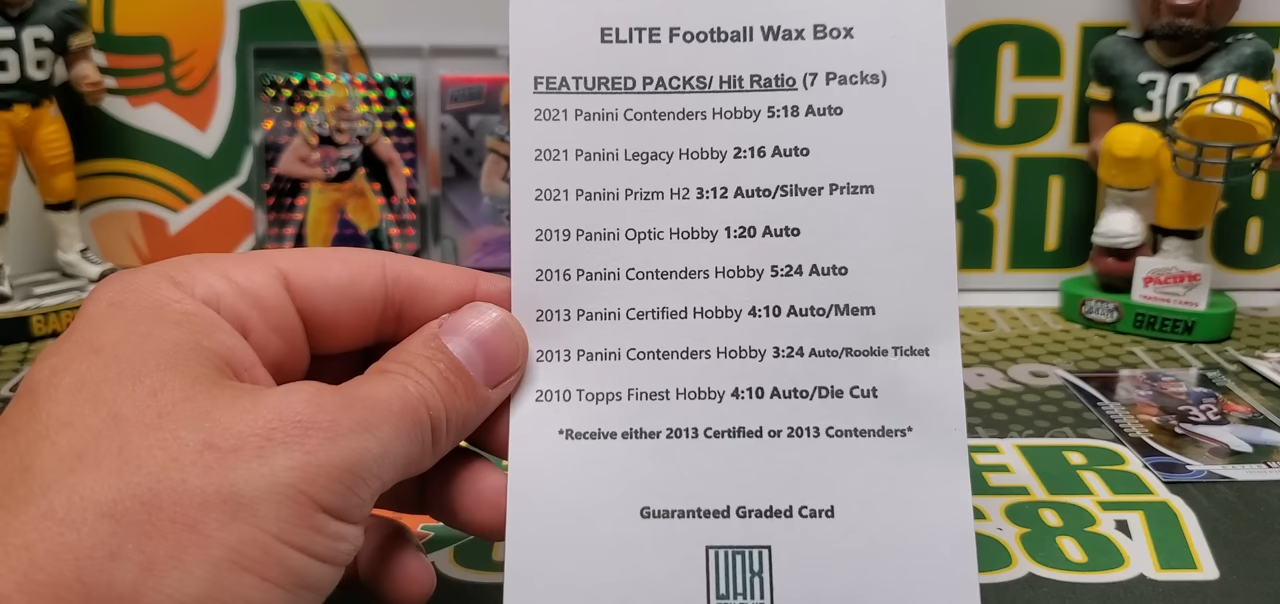 ELITE Football Wax Box
FEATURED PACKS/ Hit Ratio (7 Packs)
2021 Panini Contenders Hobby 5:18 Auto
2021 Panini Legacy Hobby 2:16 Auto
2021 Panini Prizm H2 3:12 Auto/Silver Prizm
2019 Panini Optic Hobby 1:20 Auto
2016 Panini Contenders Hobby 5:24 Auto
2013 Panini Certified Hobby 4:10 Auto/Mem
2013 Panini Contenders Hobby 3:24 Auto/Rookie Ticket
2010 Topps Finest Hobby 4:10 Auto/Die Cut
*Receive either 2013 Certified or 2013 Contenders*
Guaranteed Graded Card
WAX
56
30
PACIFIC
TRADING CARDS
GREEN
32
ER
87